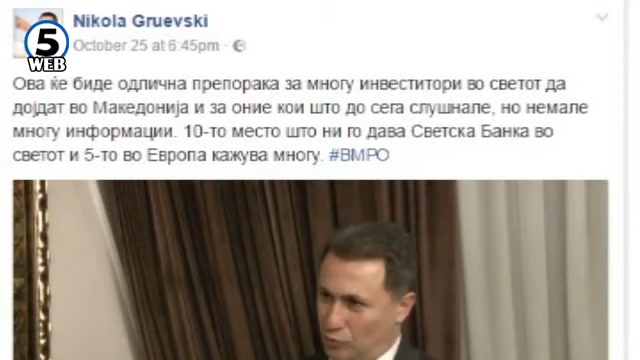 5
WEB
Nikola Gruevski
October 25 at 6:45pm
Ова ќе биде одлична препорака за многу инвеститори во светот да
дојдат во Македонија и за оние кои што до сега слушнале, но немале
многу информации. 10-то место што ни го дава Светска Банка во
светот и 5-то во Европа кажува многу. #ВМРО